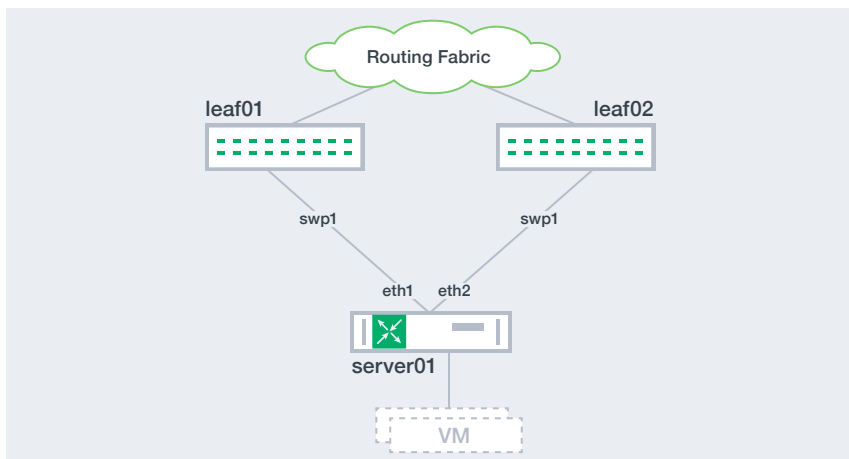 Routing Fabric
leaf01
leaf02
swp1
swp1
eth1
eth2
server01
VM